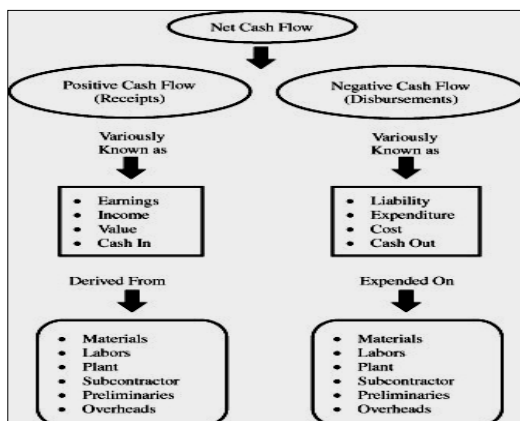 Net Cash Flow
Positive Cash Flow
(Receipts)
Negative Cash Flow
(Disbursements)
Variously
Known as
Variously
Known as
• Earnings
• Income
• Value
• Cash In
• Liability
• Expenditure
• Cost
• Cash Out
Derived From
Expended On
• Materials
• Labors
• Plant
• Subcontractor
• Preliminaries
• Overheads
• Materials
• Labors
• Plant
• Subcontractor
• Preliminaries
• Overheads